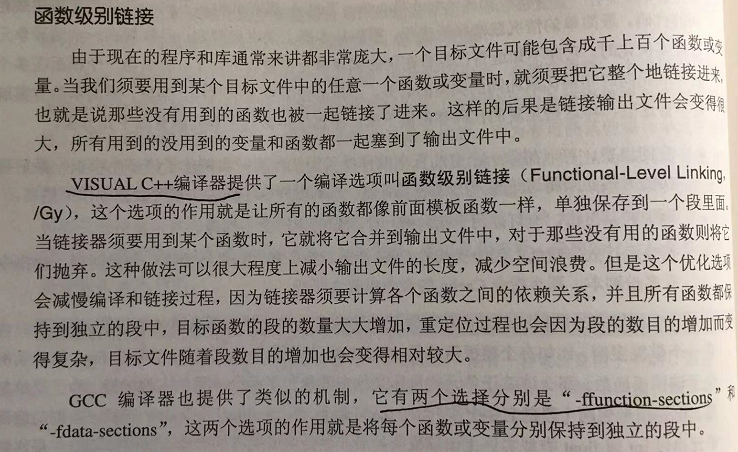 函数级别链接
由于现在的程序和库通常来讲都非常庞大，一个目标文件可能包含成千上百个函数或变
量。当我们须要用到某个目标文件中的任意一个函数或变量时，就须要把它整个地链接进来，
也就是说那些没有用到的函数也被一起链接了进来。这样的后果是链接输出文件会变得很
大，所有用到的没用到的变量和函数都一起塞到了输出文件中。
VISUAL C++编译器提供了一个编译选项叫函数级别链接（Functional-Level Linking,
/Gy），这个选项的作用就是让所有的函数都像前面模板函数一样，单独保存到一个段里面。
当链接器须要用到某个函数时，它就将它合并到输出文件中，对于那些没有用的函数则将它
们抛弃。这种做法可以很大程度上减小输出文件的长度，减少空间浪费。但是这个优化选项
会减慢编译和链接过程，因为链接器须要计算各个函数之间的依赖关系，并且所有函数都保
持到独立的段中，目标函数的段的数量大大增加，重定位过程也会因为段的数目的增加而变
得复杂，目标文件随着段数目的增加也会变得相对较大。
GCC 编译器也提供了类似的机制，它有两个选择分别是“-ffunction-sections”和
“-fdata-sections”，这两个选项的作用就是将每个函数或变量分别保持到独立的段中。